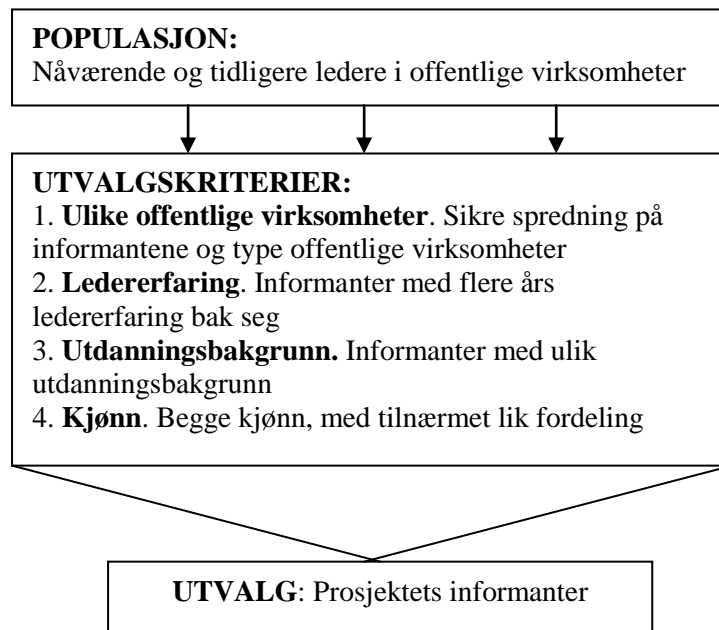 POPULASJON:
Nåværende og tidligere ledere i offentlige virksomheter
UTVALGSKRITERIER:
1. Ulike offentlige virksomheter. Sikre spredning på
informantene og type offentlige virksomheter
2. Ledererfaring. Informanter med flere års
ledererfaring bak seg
3. Utdanningsbakgrunn. Informanter med ulik
utdanningsbakgrunn
4. Kjønn. Begge kjønn, med tilnærmet lik fordeling
UTVALG: Prosjektets informanter